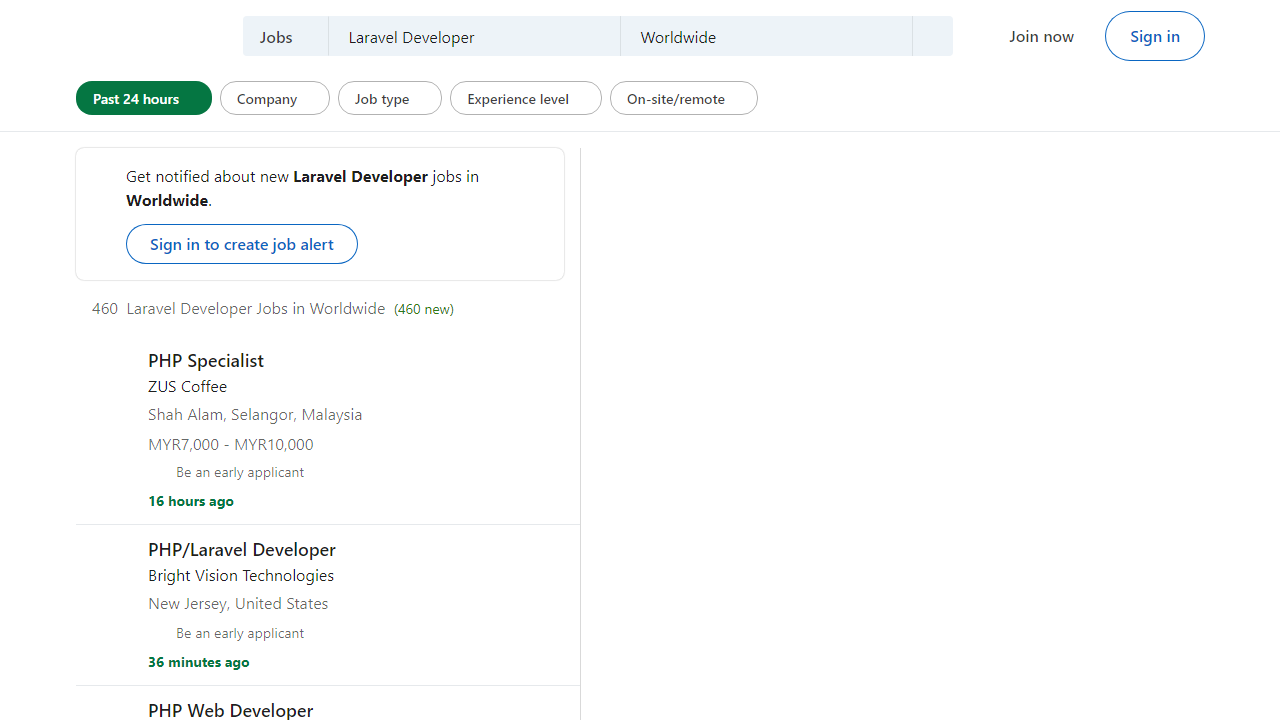 Jobs Laravel Developer Worldwide Join now Sign in
Past 24 hours Company Job type Experience level On-site/remote
Get notified about new Laravel Developer jobs in
Worldwide.
Sign in to create job alert
460 Laravel Developer Jobs in Worldwide (460 new)
PHP Specialist
ZUS Coffee
Shah Alam, Selangor, Malaysia
MYR7,000 - MYR10,000
Be an early applicant
16 hours ago
PHP/Laravel Developer
Bright Vision Technologies
New Jersey, United States
Be an early applicant
36 minutes ago
PHP Web Developer